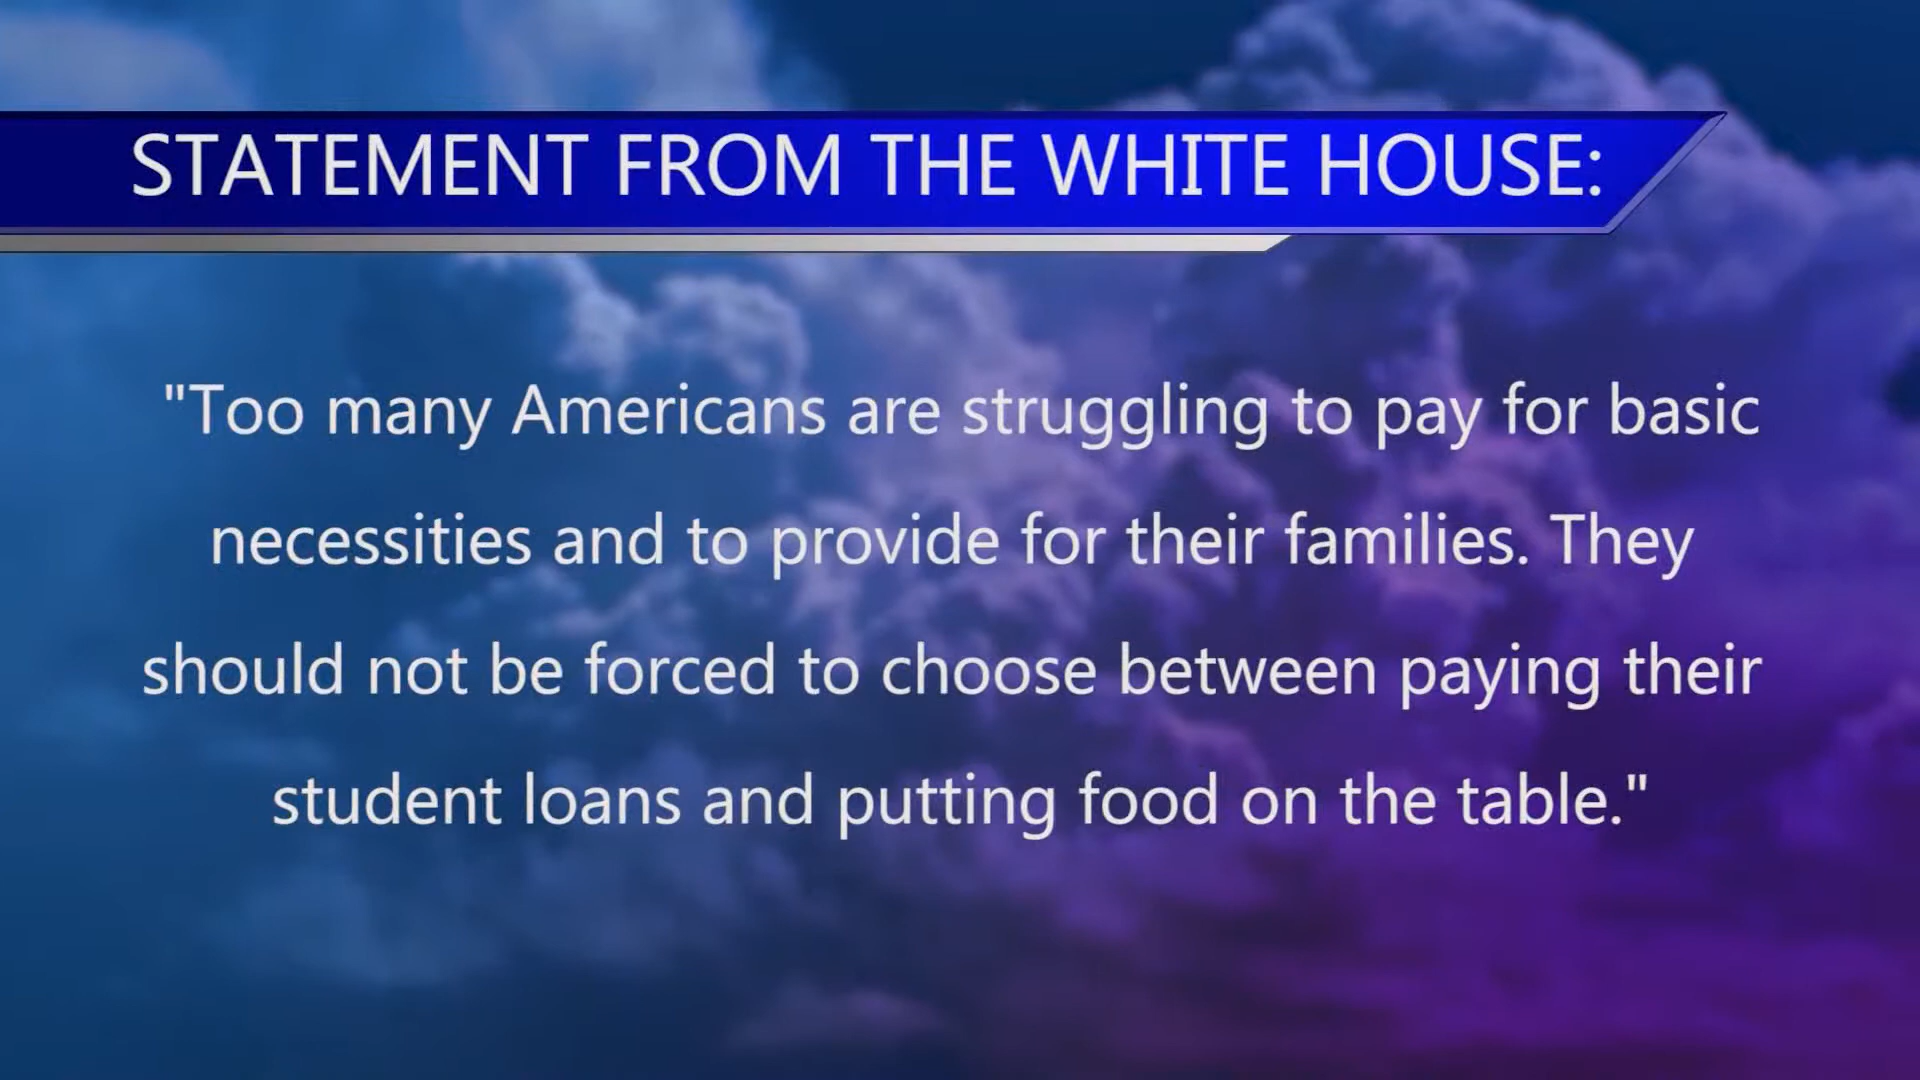 STATEMENT FROM THE WHITE HOUSE:
"Too many Americans are struggling to pay for basic
necessities and to provide for their families. They
should not be forced to choose between paying their
student loans and putting food on the table."